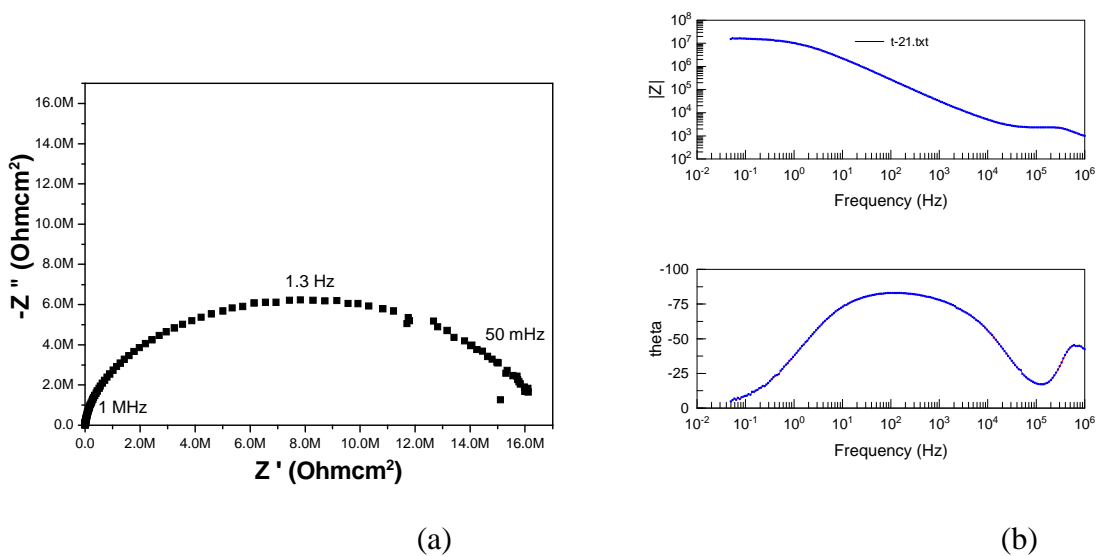 16.0M
14.0M
12.0M
10.0M
8.0M
6.0M
4.0M
2.0M
0.0
-Z '' (Ohmcm²)
1.3 Hz
50 mHz
1 MHz
0.0 2.0M 4.0M 6.0M 8.0M 10.0M 12.0M 14.0M 16.0M
Z ' (Ohmcm²)
(a)
10⁸
10⁷
10⁶
10⁵
10⁴
10³
10²
|Z|
t-21.txt
10⁻² 10⁻¹ 10⁰ 10¹ 10² 10³ 10⁴ 10⁵ 10⁶
Frequency (Hz)
-100
-75
-50
-25
0
theta
10⁻² 10⁻¹ 10⁰ 10¹ 10² 10³ 10⁴ 10⁵ 10⁶
Frequency (Hz)
(b)